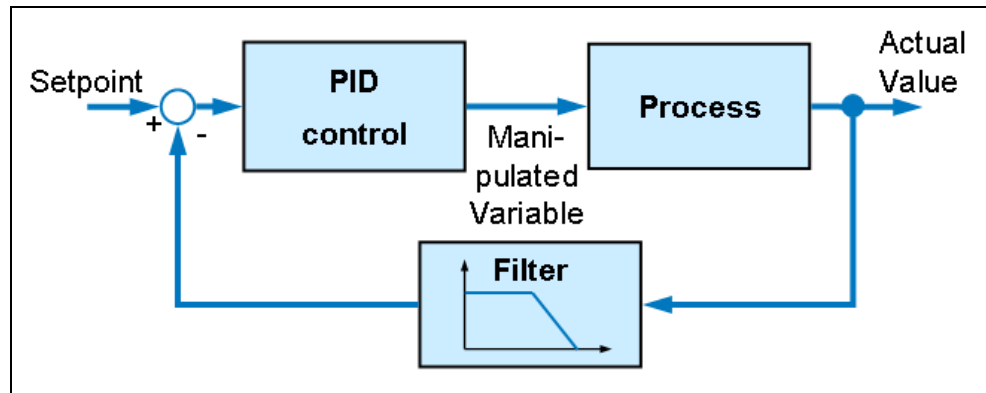 Setpoint
+
-
PID
control
Mani-
pulated
Variable
Process
Actual
Value
Filter